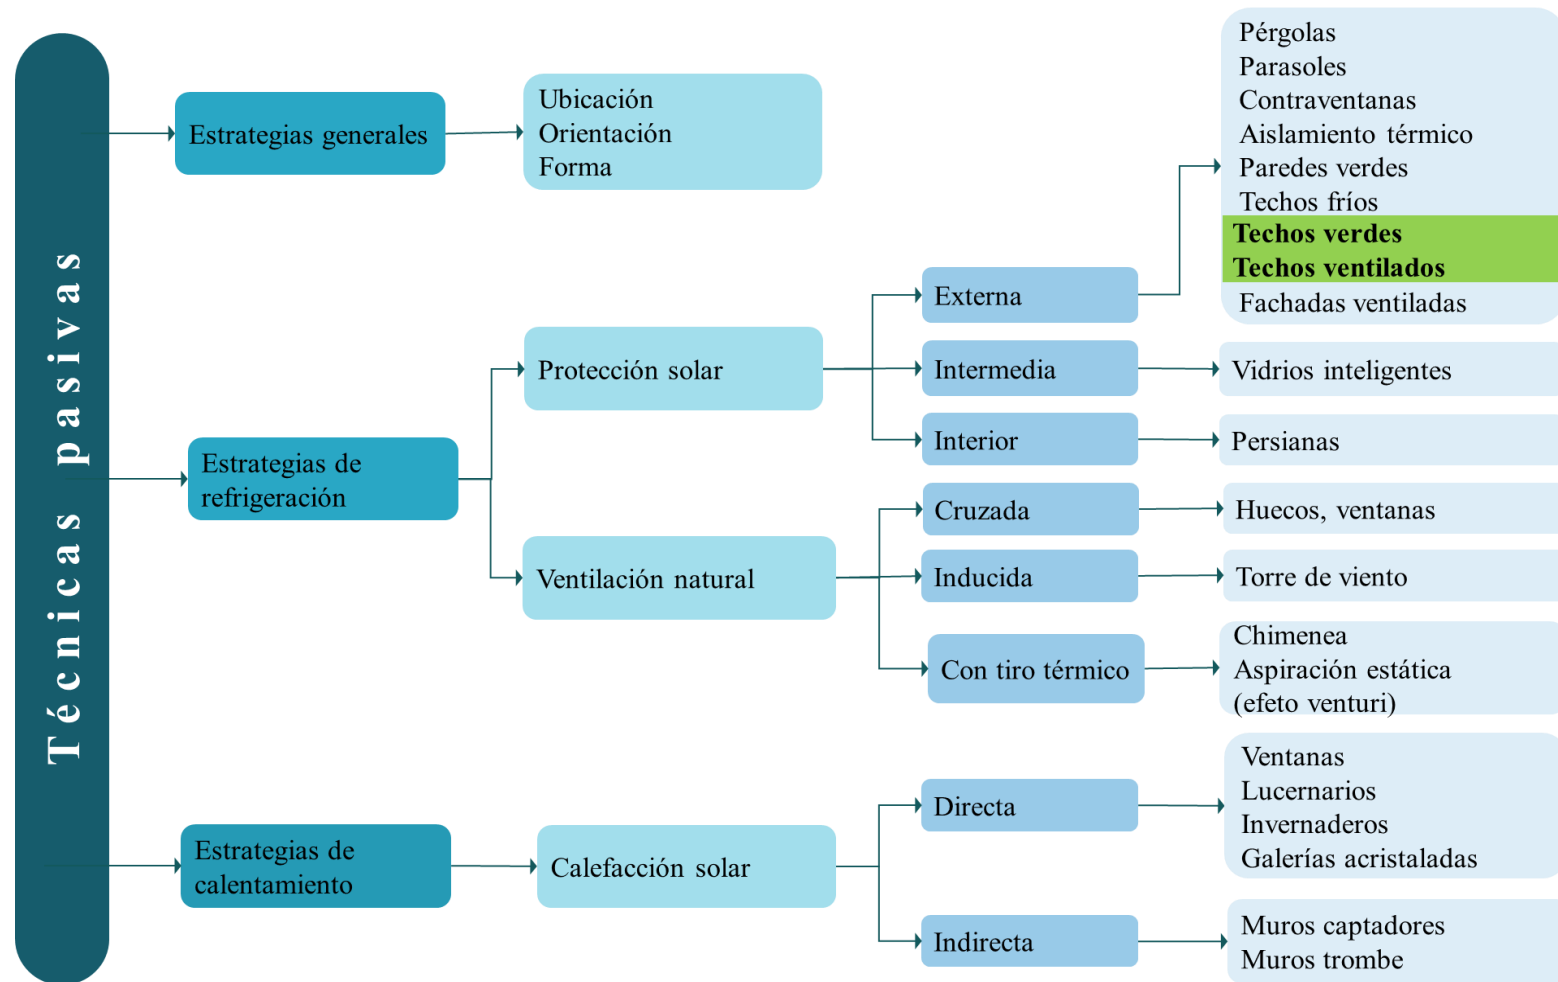 Técnicas pasivas
Estrategias generales
Ubicación
Orientación
Forma
Estrategias de
refrigeración
Protección solar
Externa
Pérgolas
Parasoles
Contraventanas
Aislamiento térmico
Paredes verdes
Techos fríos
Techos verdes
Techos ventilados
Fachadas ventiladas
Intermedia
Vidrios inteligentes
Interior
Persianas
Ventilación natural
Cruzada
Huecos, ventanas
Inducida
Torre de viento
Con tiro térmico
Chimenea
Aspiración estática
(efeto venturi)
Estrategias de
calentamiento
Calefacción solar
Directa
Ventanas
Lucernarios
Invernaderos
Galerías acristaladas
Indirecta
Muros captadores
Muros trombe